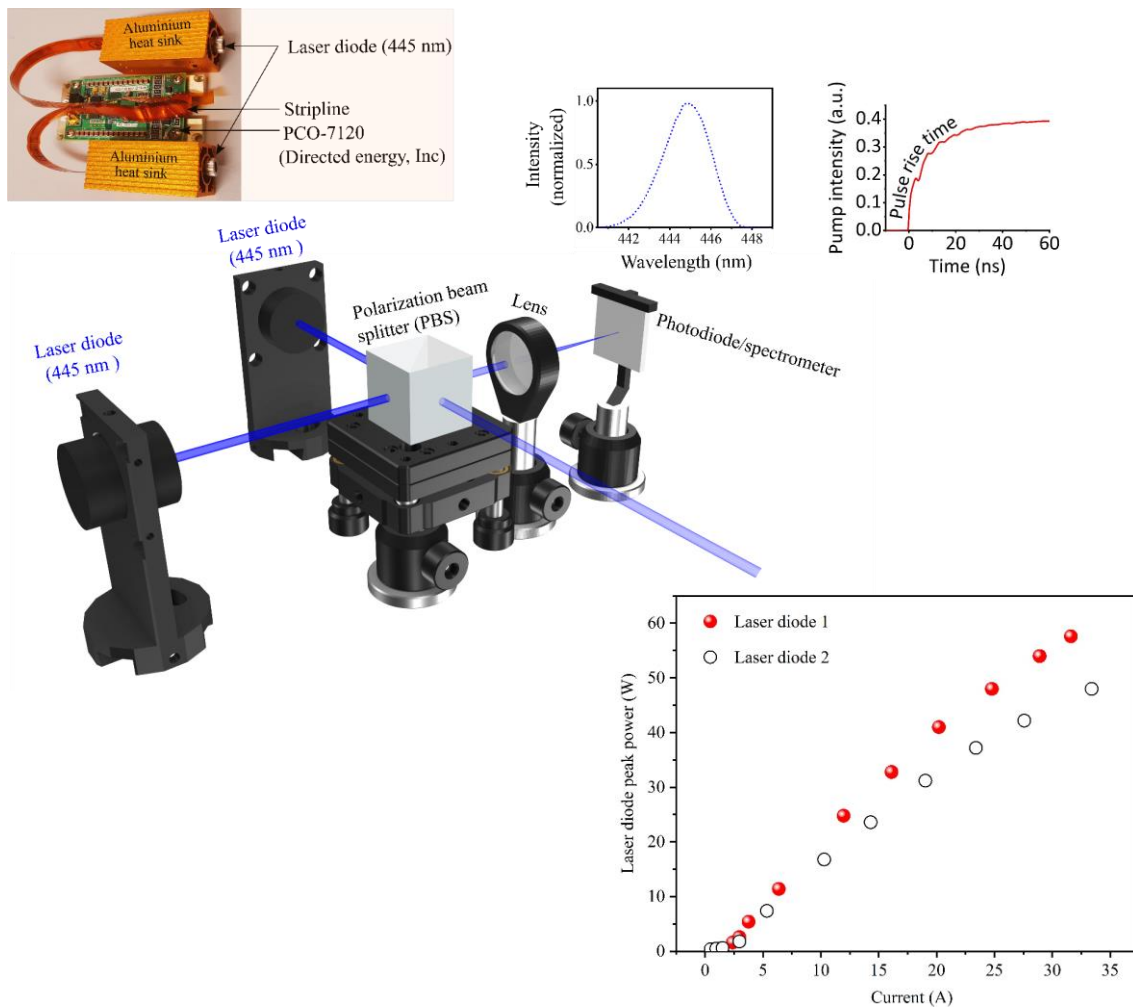 Aluminium
heat sink
Laser diode (445 nm)
Stripline
PCO-7120
(Directed energy, Inc)
Aluminium
heat sink
Intensity
(normalized)
1.0
0.5
0.0
442 444 446 448
Wavelength (nm)
Pump intensity (a.u.)
0.4
0.3
0.2
0.1
0.0
Pulse rise time
0 20 40 60
Time (ns)
Laser diode
(445 nm )
Laser diode
(445 nm )
Polarization beam
splitter (PBS)
Lens
Photodiode/spectrometer
Laser diode peak power (W)
60
50
40
30
20
10
0
Laser diode 1
Laser diode 2
0 5 10 15 20 25 30 35
Current (A)